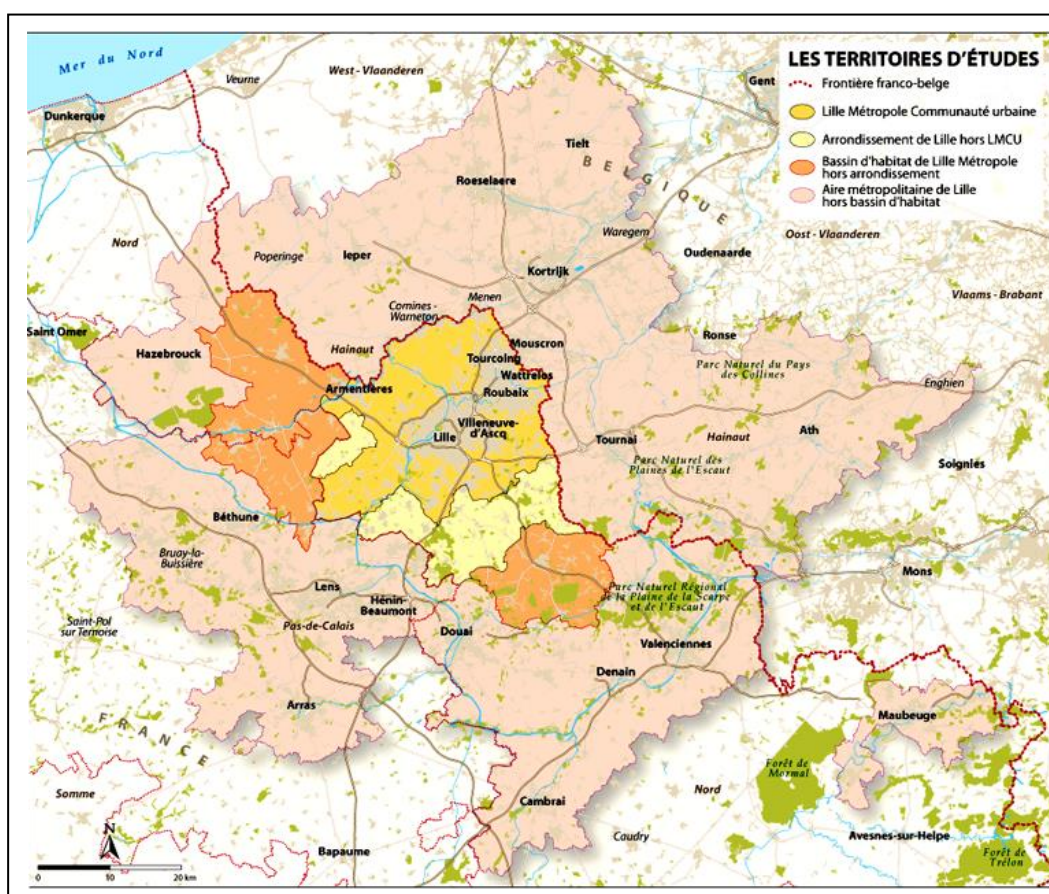 LES TERRITOIRES D'ÉTUDES
Frontière franco-belge
Lille Métropole Communauté urbaine
Arrondissement de Lille hors LMCU
Bassin d'habitat de Lille Métropole
hors arrondissement
Aire métropolitaine de Lille
hors bassin d'habitat
Mer du Nord
Veurne
West-Vlaanderen
Gent
Dunkerque
Tielt
BELGIQUE
Roeselaere
Waregem
Oost-Vlaanderen
Nord
Poperinge
Ieper
Oudenaarde
Kortrijk
Vlaams-Brabant
Menen
Comines-
Warneton
Saint Omer
Hazebrouck
Hainaut
Mouscron
Ronse
Tourcoing
Parc Naturel du Pays
des Collines
Wattrelos
Armentières
Roubaix
Enghien
Villeneuve-
d'Ascq
Lille
Tournai
Hainaut
Ath
Parc Naturel des
Plaines de l'Escaut
Soignies
Béthune
Bruay-la-
Buissière
Mons
Lens
Hénin-
Beaumont
Parc Naturel Régional
de la Plaine de la Scarpe
et de l'Escaut
Saint-Pol
sur Ternoise
Pas-de-Calais
Douai
Valenciennes
Denain
Arras
Maubeuge
FRANCE
Forêt de
Mormal
Somme
Nord
Cambrai
Caudry
Avesnes-sur-Helpe
Bapaume
Forêt de
Trélon
N
0 10 20 km